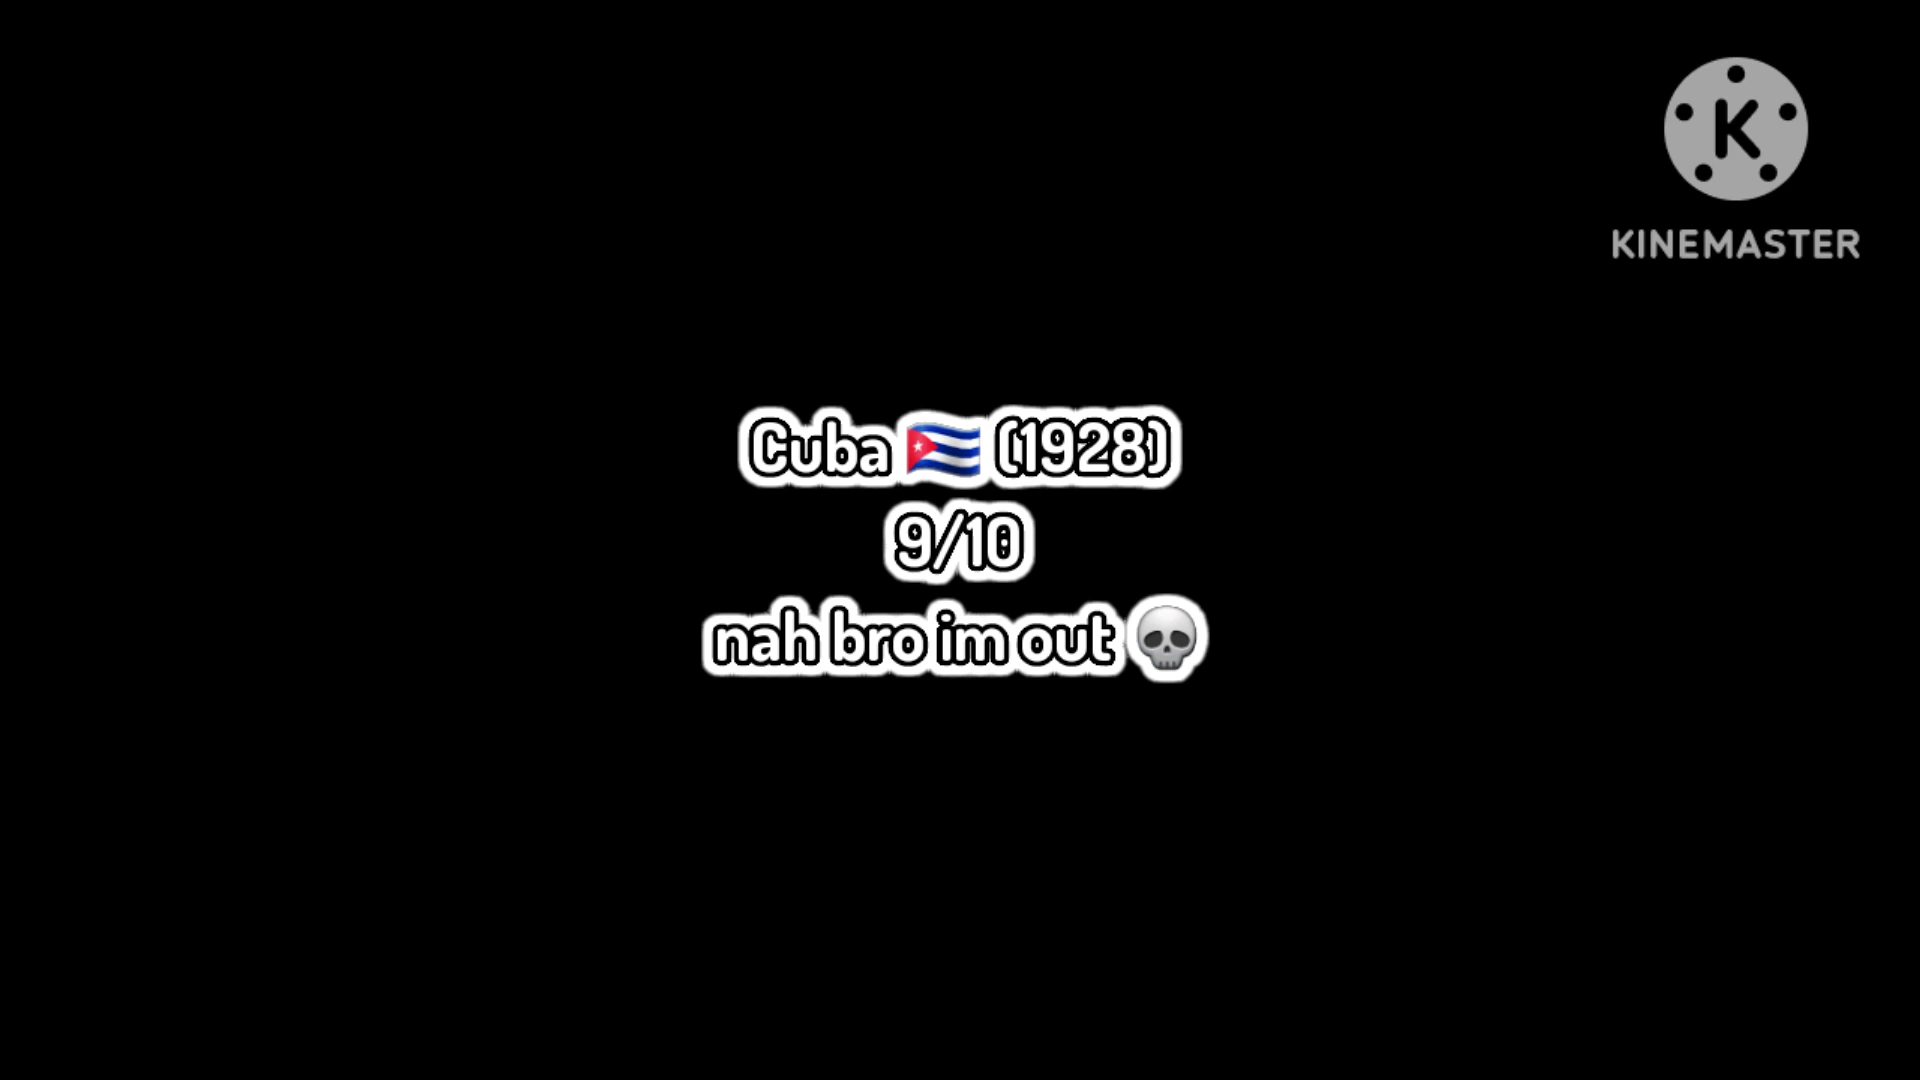 K
KINEMASTER
Cuba 🇨🇺 (1928)
9/10
nah bro im out 💀